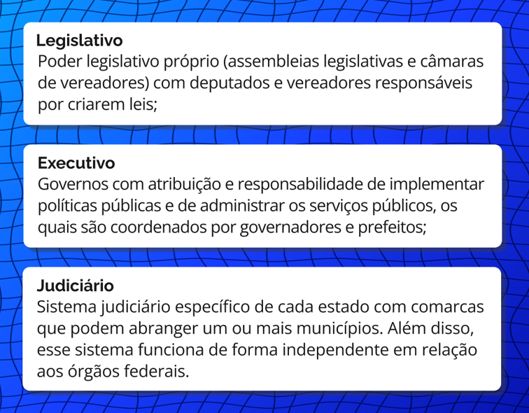 Legislativo
Poder legislativo próprio (assembleias legislativas e câmaras
de vereadores) com deputados e vereadores responsáveis
por criarem leis;
Executivo
Governos com atribuição e responsabilidade de implementar
políticas públicas e de administrar os serviços públicos, os
quais são coordenados por governadores e prefeitos;
Judiciário
Sistema judiciário específico de cada estado com comarcas
que podem abranger um ou mais municípios. Além disso,
esse sistema funciona de forma independente em relação
aos órgãos federais.